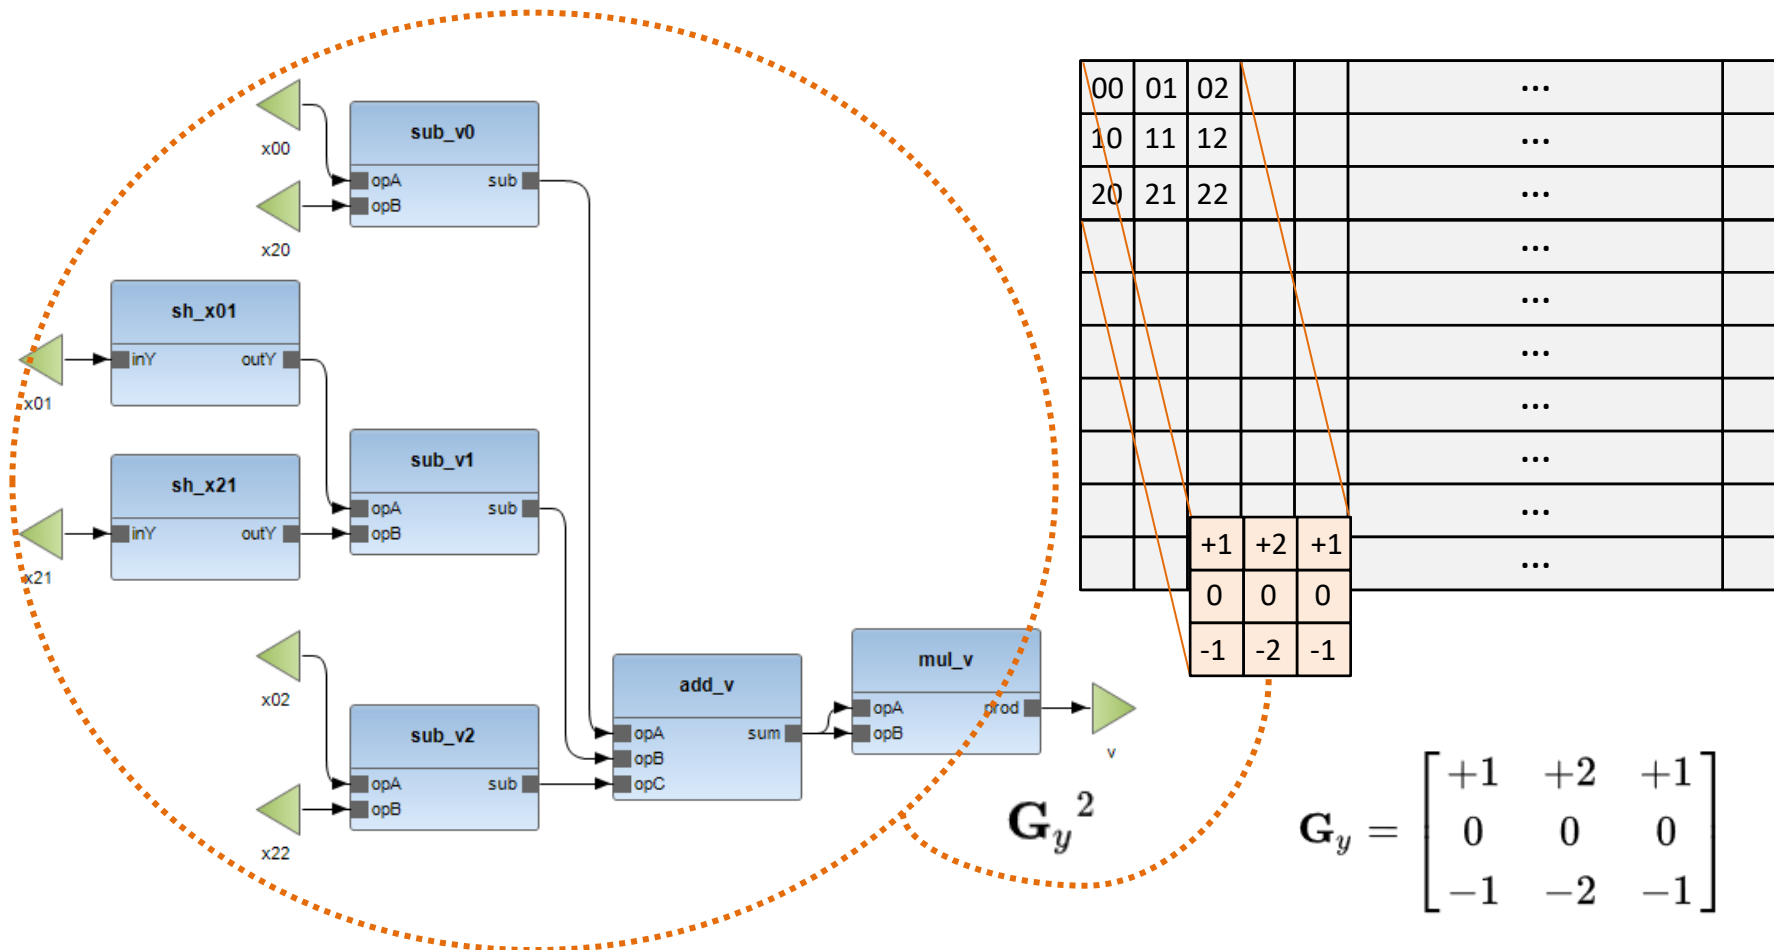 sub_v0
x00
opA sub
opB
x20
sh_x01
inY outY
x01
sub_v1
sh_x21
opA sub
inY outY
opB
x21
x02
sub_v2
opA sub
opB
x22
add_v
opA sum
opB
opC
mul_v
opA prod
opB
v
G_y^2
00 01 02 ...
10 11 12 ...
20 21 22 ...
...
...
...
...
...
...
...
+1 +2 +1
0 0 0
-1 -2 -1
G_y = [ +1 +2 +1
0 0 0
−1 −2 −1 ]